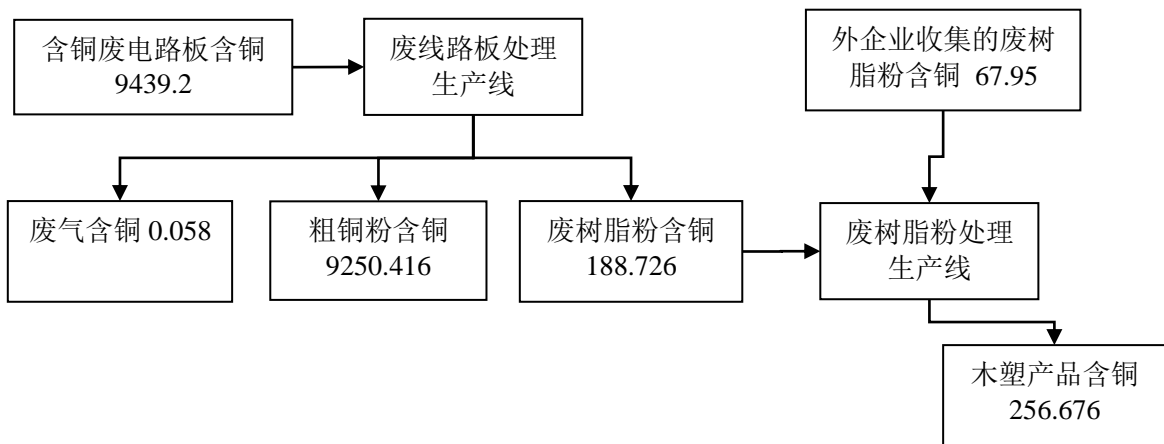 含铜废电路板含铜
9439.2
废线路板处理
生产线
外企业收集的废树
脂粉含铜 67.95
废气含铜 0.058
粗铜粉含铜
9250.416
废树脂粉含铜
188.726
废树脂粉处理
生产线
木塑产品含铜
256.676